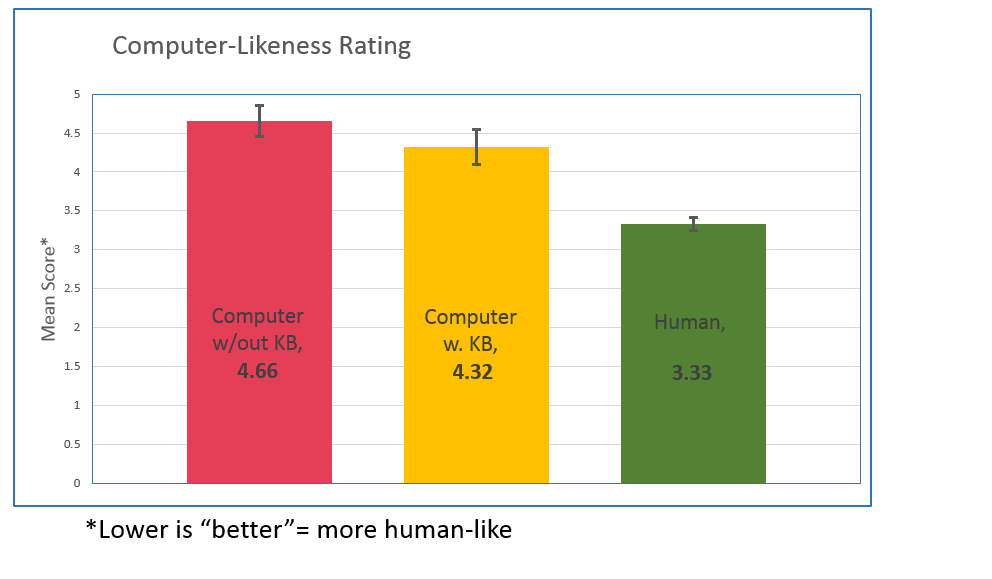 Computer-Likeness Rating
Mean Score*
5
4.5
4
3.5
3
2.5
2
1.5
1
0.5
0
Computer
w/out KB,
4.66
Computer
w. KB,
4.32
Human,
3.33
*Lower is “better”= more human-like